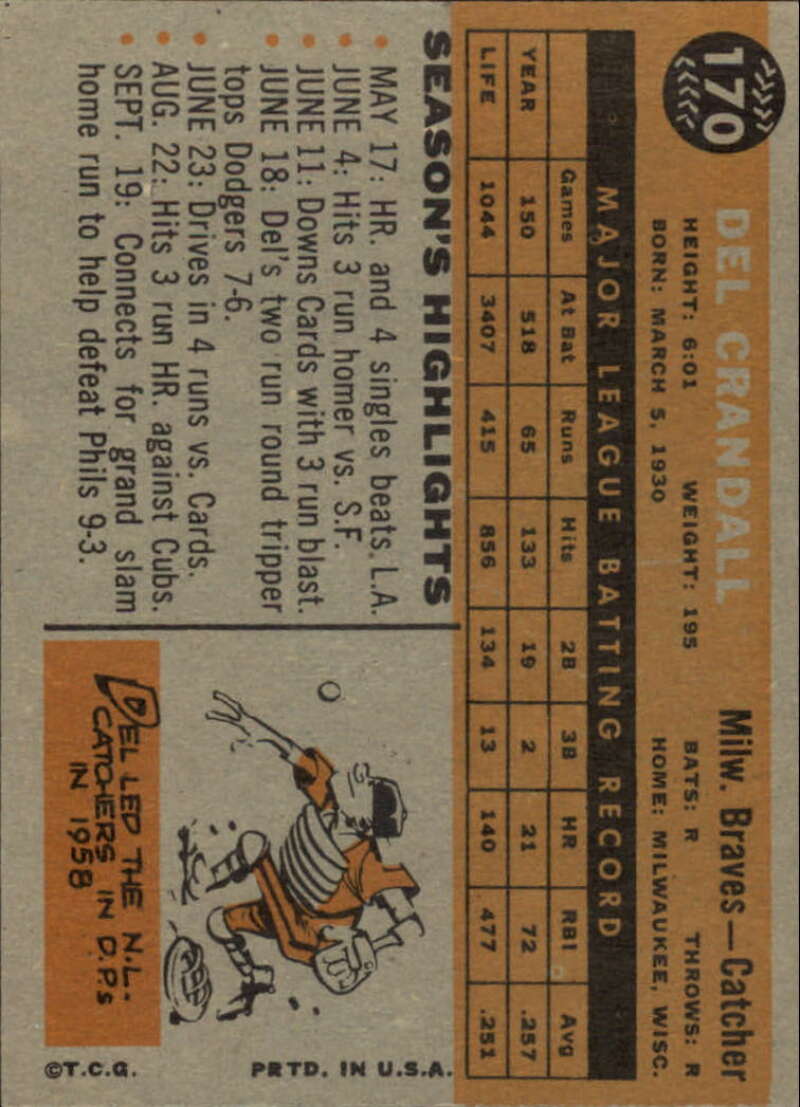 170
DEL CRANDALL Milw. Braves—Catcher
HEIGHT: 6:01 WEIGHT: 195 BATS: R THROWS: R
BORN: MARCH 5, 1930 HOME: MILWAUKEE, WISC.
MAJOR LEAGUE BATTING RECORD
Games At Bat Runs Hits 2B 3B HR RBI Avg
YEAR 150 518 65 133 19 2 21 72 .257
LIFE 1044 3407 415 856 134 13 140 477 .251
SEASON'S HIGHLIGHTS
• MAY 17: HR. and 4 singles beats L.A.
• JUNE 4: Hits 3 run homer vs. S.F.
• JUNE 11: Downs Cards with 3 run blast.
• JUNE 18: Del's two run round tripper
tops Dodgers 7-6.
• JUNE 23: Drives in 4 runs vs. Cards.
• AUG. 22: Hits 3 run HR. against Cubs.
• SEPT. 19: Connects for grand slam
home run to help defeat Phils 9-3.
DEL LED THE N.L.
CATCHERS IN D.P.s
IN 1958
©T.C.G. PRTD. IN U.S.A.